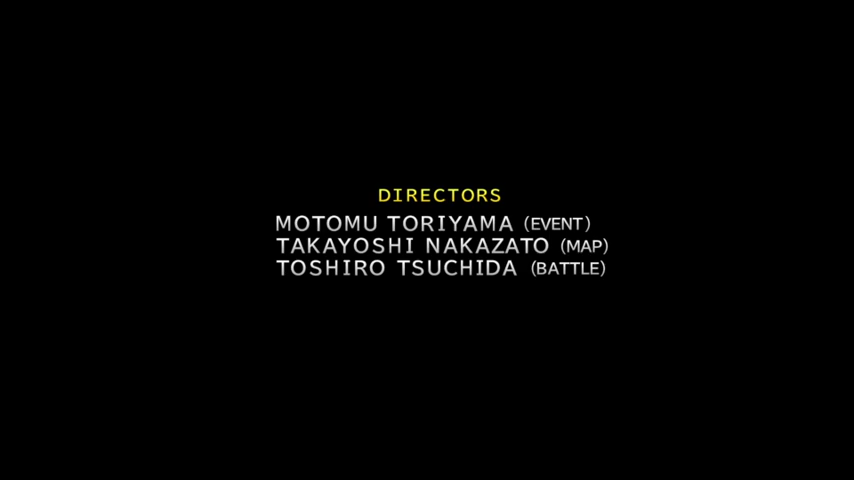 DIRECTORS
MOTOMU TORIYAMA (EVENT)
TAKAYOSHI NAKAZATO (MAP)
TOSHIRO TSUCHIDA (BATTLE)